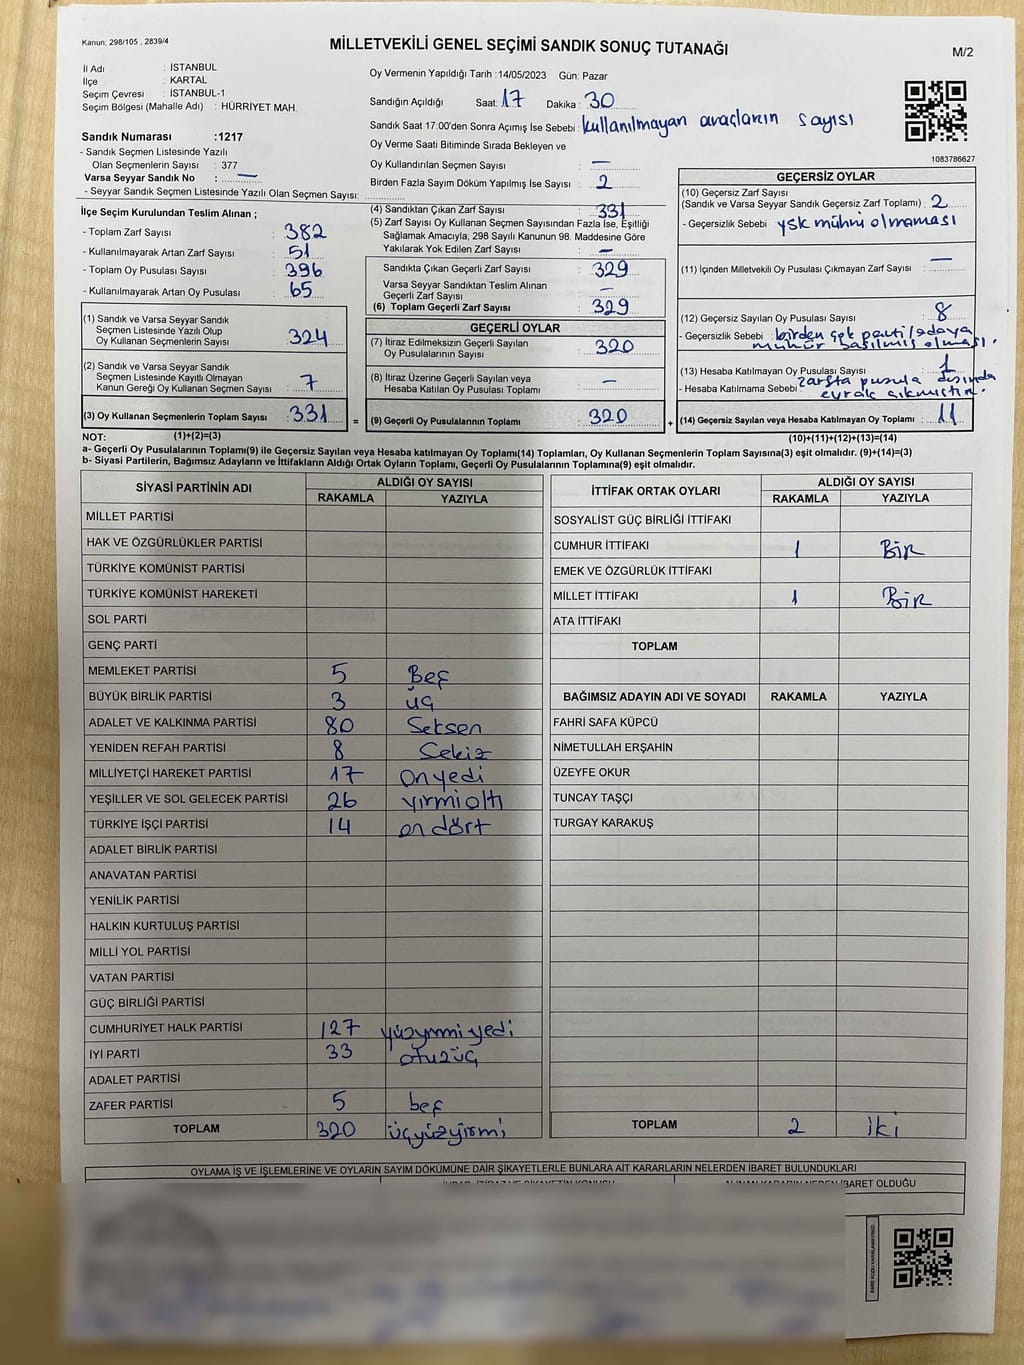 Kanun; 298/105 , 2839/4
MİLLETVEKİLİ GENEL SEÇİMİ SANDIK SONUÇ TUTANAĞI
M/2
İl Adı : İSTANBUL
İlçe : KARTAL
Seçim Çevresi : İSTANBUL-1
Seçim Bölgesi (Mahalle Adı) : HÜRRİYET MAH.
Sandık Numarası :1217
- Sandık Seçmen Listesinde Yazılı
Olan Seçmenlerin Sayısı : 377
Varsa Seyyar Sandık No : —
- Seyyar Sandık Seçmen Listesinde Yazılı Olan Seçmen Sayısı:
Oy Vermenin Yapıldığı Tarih :14/05/2023 Gün: Pazar
Sandığın Açıldığı Saat: 17 Dakika : 30
Sandık Saat 17:00'den Sonra Açımış İse Sebebi : kullanılmayan araçların sayısı
Oy Verme Saati Bitiminde Sırada Bekleyen ve
Oy Kullandırılan Seçmen Sayısı : —
Birden Fazla Sayım Döküm Yapılmış İse Sayısı : 2
1083786627
İlçe Seçim Kurulundan Teslim Alınan ;
- Toplam Zarf Sayısı : 382
- Kullanılmayarak Artan Zarf Sayısı : 51
- Toplam Oy Pusulası Sayısı : 396
- Kullanılmayarak Artan Oy Pusulası : 65
(1) Sandık ve Varsa Seyyar Sandık
Seçmen Listesinde Yazılı Olup
Oy Kullanan Seçmenlerin Sayısı : 324
(2) Sandık ve Varsa Seyyar Sandık
Seçmen Listesinde Kayıtlı Olmayan
Kanun Gereği Oy Kullanan Seçmen Sayısı : 7
(3) Oy Kullanan Seçmenlerin Toplam Sayısı : 331 =
(4) Sandıktan Çıkan Zarf Sayısı : 331
(5) Zarf Sayısı Oy Kullanan Seçmen Sayısından Fazla İse, Eşitliği
Sağlamak Amacıyla, 298 Sayılı Kanunun 98. Maddesine Göre
Yakılarak Yok Edilen Zarf Sayısı : —
Sandıkta Çıkan Geçerli Zarf Sayısı : 329
Varsa Seyyar Sandıktan Teslim Alınan
Geçerli Zarf Sayısı : —
(6) Toplam Geçerli Zarf Sayısı : 329
GEÇERLİ OYLAR
(7) İtiraz Edilmeksizin Geçerli Sayılan
Oy Pusulalarının Sayısı : 320
(8) İtiraz Üzerine Geçerli Sayılan veya
Hesaba Katılan Oy Pusulası Toplamı : —
(9) Geçerli Oy Pusulalarının Toplamı : 320 +
GEÇERSİZ OYLAR
(10) Geçersiz Zarf Sayısı
(Sandık ve Varsa Seyyar Sandık Geçersiz Zarf Toplamı) : 2
- Geçersizlik Sebebi : ysk mührü olmaması
(11) İçinden Milletvekili Oy Pusulası Çıkmayan Zarf Sayısı : —
(12) Geçersiz Sayılan Oy Pusulası Sayısı : 8
- Geçersizlik Sebebi : birden çok parti/adaya
mühür basılmış olması.
(13) Hesaba Katılmayan Oy Pusulası Sayısı : 1
- Hesaba Katılmama Sebebi : zarfta pusula dışında
evrak çıkmıştır.
(14) Geçersiz Sayılan veya Hesaba Katılmayan Oy Toplamı : 11
NOT: (1)+(2)=(3)
(10)+(11)+(12)+(13)=(14)
a- Geçerli Oy Pusulalarının Toplamı(9) ile Geçersiz Sayılan veya Hesaba katılmayan Oy Toplamı(14) Toplamları, Oy Kullanan Seçmenlerin Toplam Sayısına(3) eşit olmalıdır. (9)+(14)=(3)
b- Siyasi Partilerin, Bağımsız Adayların ve İttifakların Aldığı Ortak Oyların Toplamı, Geçerli Oy Pusulalarının Toplamına(9) eşit olmalıdır.
SİYASİ PARTİNİN ADI ALDIĞI OY SAYISI
RAKAMLA YAZIYLA
MİLLET PARTİSİ
HAK VE ÖZGÜRLÜKLER PARTİSİ
TÜRKİYE KOMÜNİST PARTİSİ
TÜRKİYE KOMÜNİST HAREKETİ
SOL PARTİ
GENÇ PARTİ
MEMLEKET PARTİSİ 5 Beş
BÜYÜK BİRLİK PARTİSİ 3 üç
ADALET VE KALKINMA PARTİSİ 80 Seksen
YENİDEN REFAH PARTİSİ 8 Sekiz
MİLLİYETÇİ HAREKET PARTİSİ 17 Onyedi
YEŞİLLER VE SOL GELECEK PARTİSİ 26 yirmialtı
TÜRKİYE İŞÇİ PARTİSİ 14 on dört
ADALET BİRLİK PARTİSİ
ANAVATAN PARTİSİ
YENİLİK PARTİSİ
HALKIN KURTULUŞ PARTİSİ
MİLLİ YOL PARTİSİ
VATAN PARTİSİ
GÜÇ BİRLİĞİ PARTİSİ
CUMHURİYET HALK PARTİSİ 127 yüzyirmi yedi
İYİ PARTİ 33 otuzüç
ADALET PARTİSİ
ZAFER PARTİSİ 5 beş
TOPLAM 320 üçyüzyirmi
İTTİFAK ORTAK OYLARI ALDIĞI OY SAYISI
RAKAMLA YAZIYLA
SOSYALİST GÜÇ BİRLİĞİ İTTİFAKI
CUMHUR İTTİFAKI 1 BİR
EMEK VE ÖZGÜRLÜK İTTİFAKI
MİLLET İTTİFAKI 1 BİR
ATA İTTİFAKI
TOPLAM
BAĞIMSIZ ADAYIN ADI VE SOYADI RAKAMLA YAZIYLA
FAHRİ SAFA KÜPCÜ
NİMETULLAH ERŞAHİN
ÜZEYFE OKUR
TUNCAY TAŞÇI
TURGAY KARAKUŞ
TOPLAM 2 İki
OYLAMA İŞ VE İŞLEMLERİNE VE OYLARIN SAYIM DÖKÜMÜNE DAİR ŞİKAYETLERLE BUNLARA AİT KARARLARIN NELERDEN İBARET BULUNDUKLARI
İBARET OLDUĞU